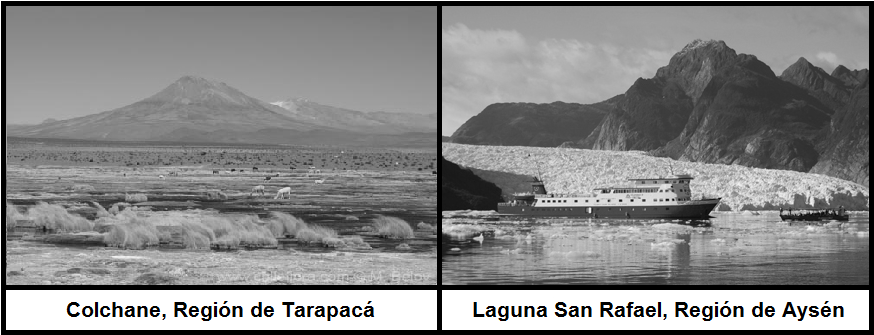 Colchane, Región de Tarapacá
Laguna San Rafael, Región de Aysén